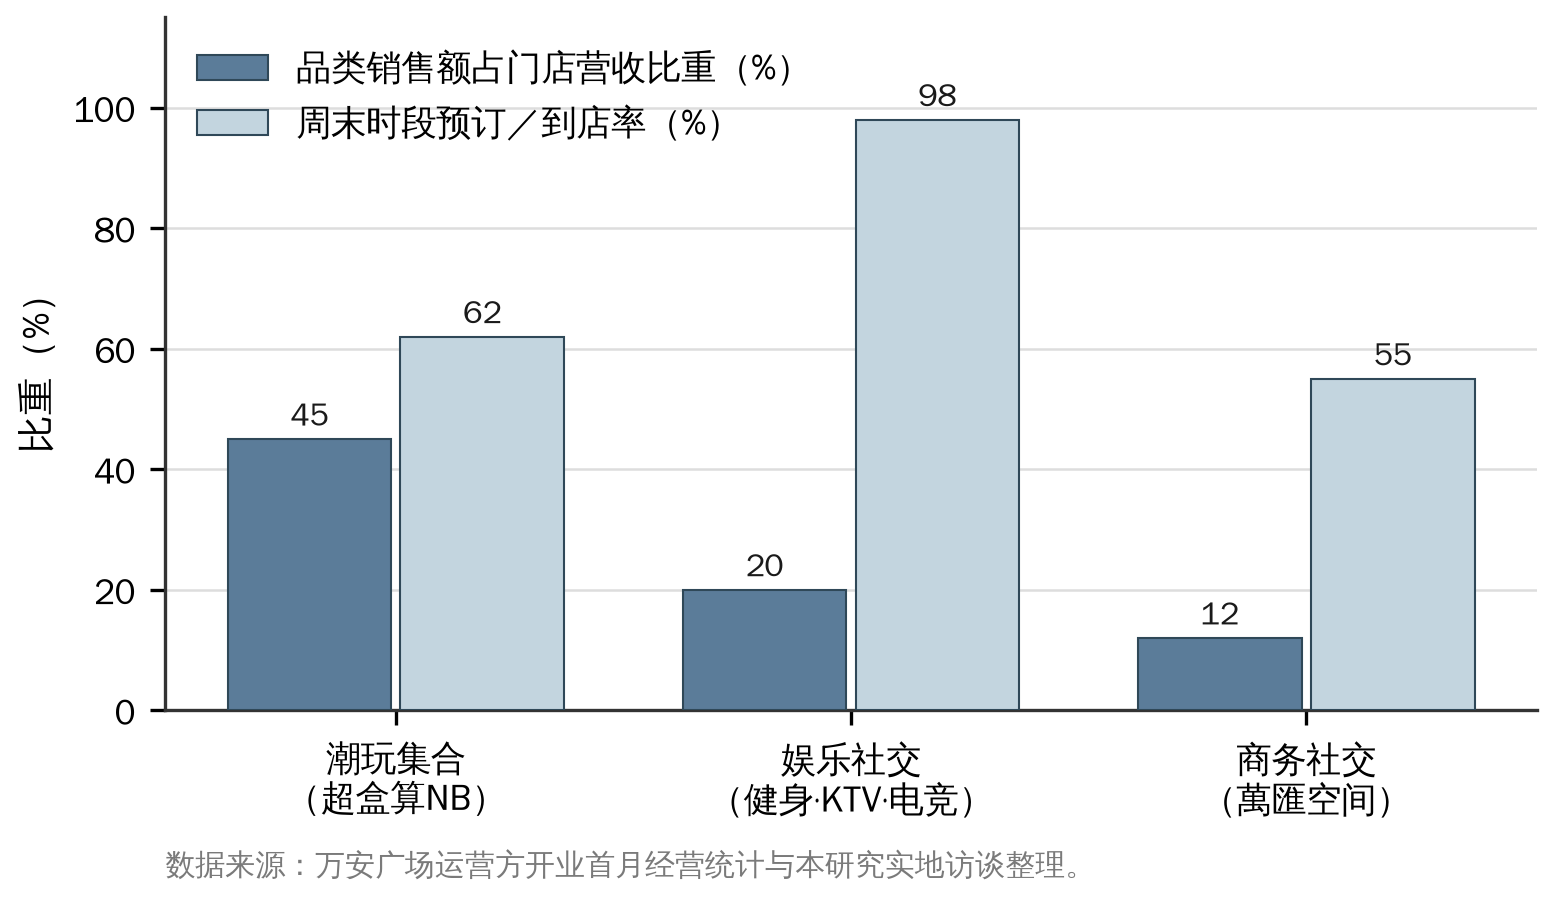 品类销售额占门店营收比重（%）
周末时段预订／到店率（%）
比重（%）
100
80
60
40
20
0
45
62
20
98
12
55
潮玩集合
（超盒算NB）
娱乐社交
（健身·KTV·电竞）
商务社交
（萬匯空间）
数据来源：万安广场运营方开业首月经营统计与本研究实地访谈整理。